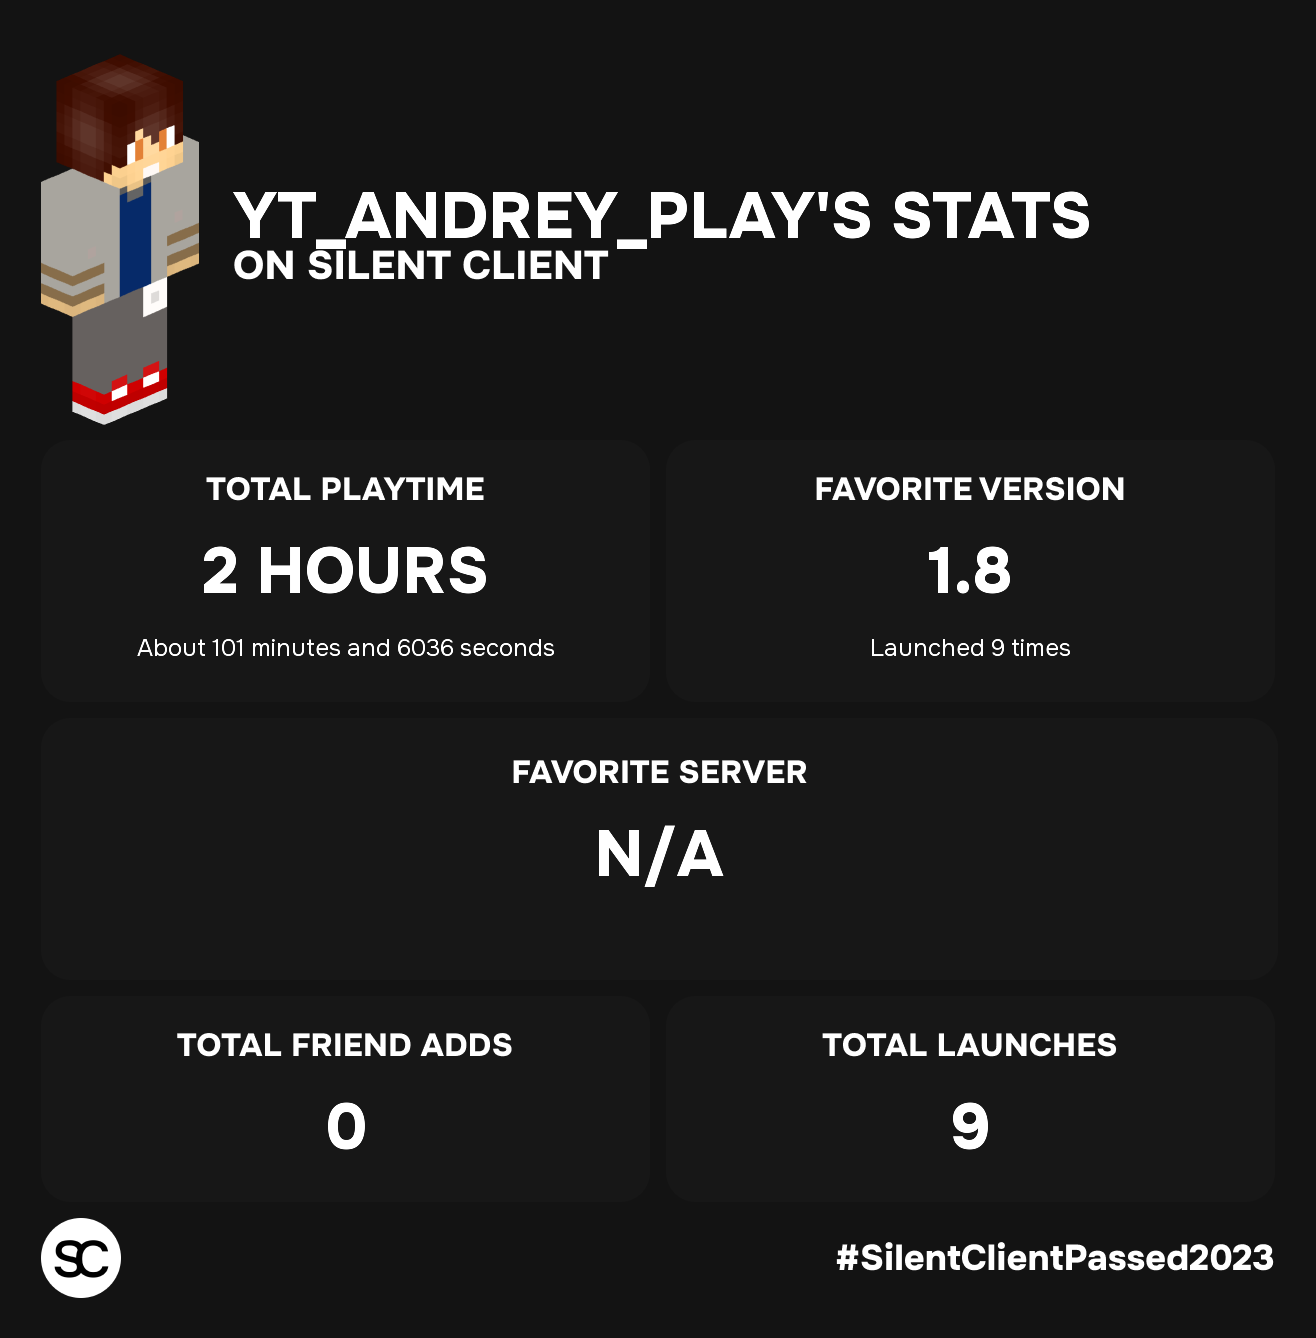 YT_ANDREY_PLAY'S STATS
ON SILENT CLIENT
TOTAL PLAYTIME
2 HOURS
About 101 minutes and 6036 seconds
FAVORITE VERSION
1.8
Launched 9 times
FAVORITE SERVER
N/A
TOTAL FRIEND ADDS
0
TOTAL LAUNCHES
9
SC
#SilentClientPassed2023